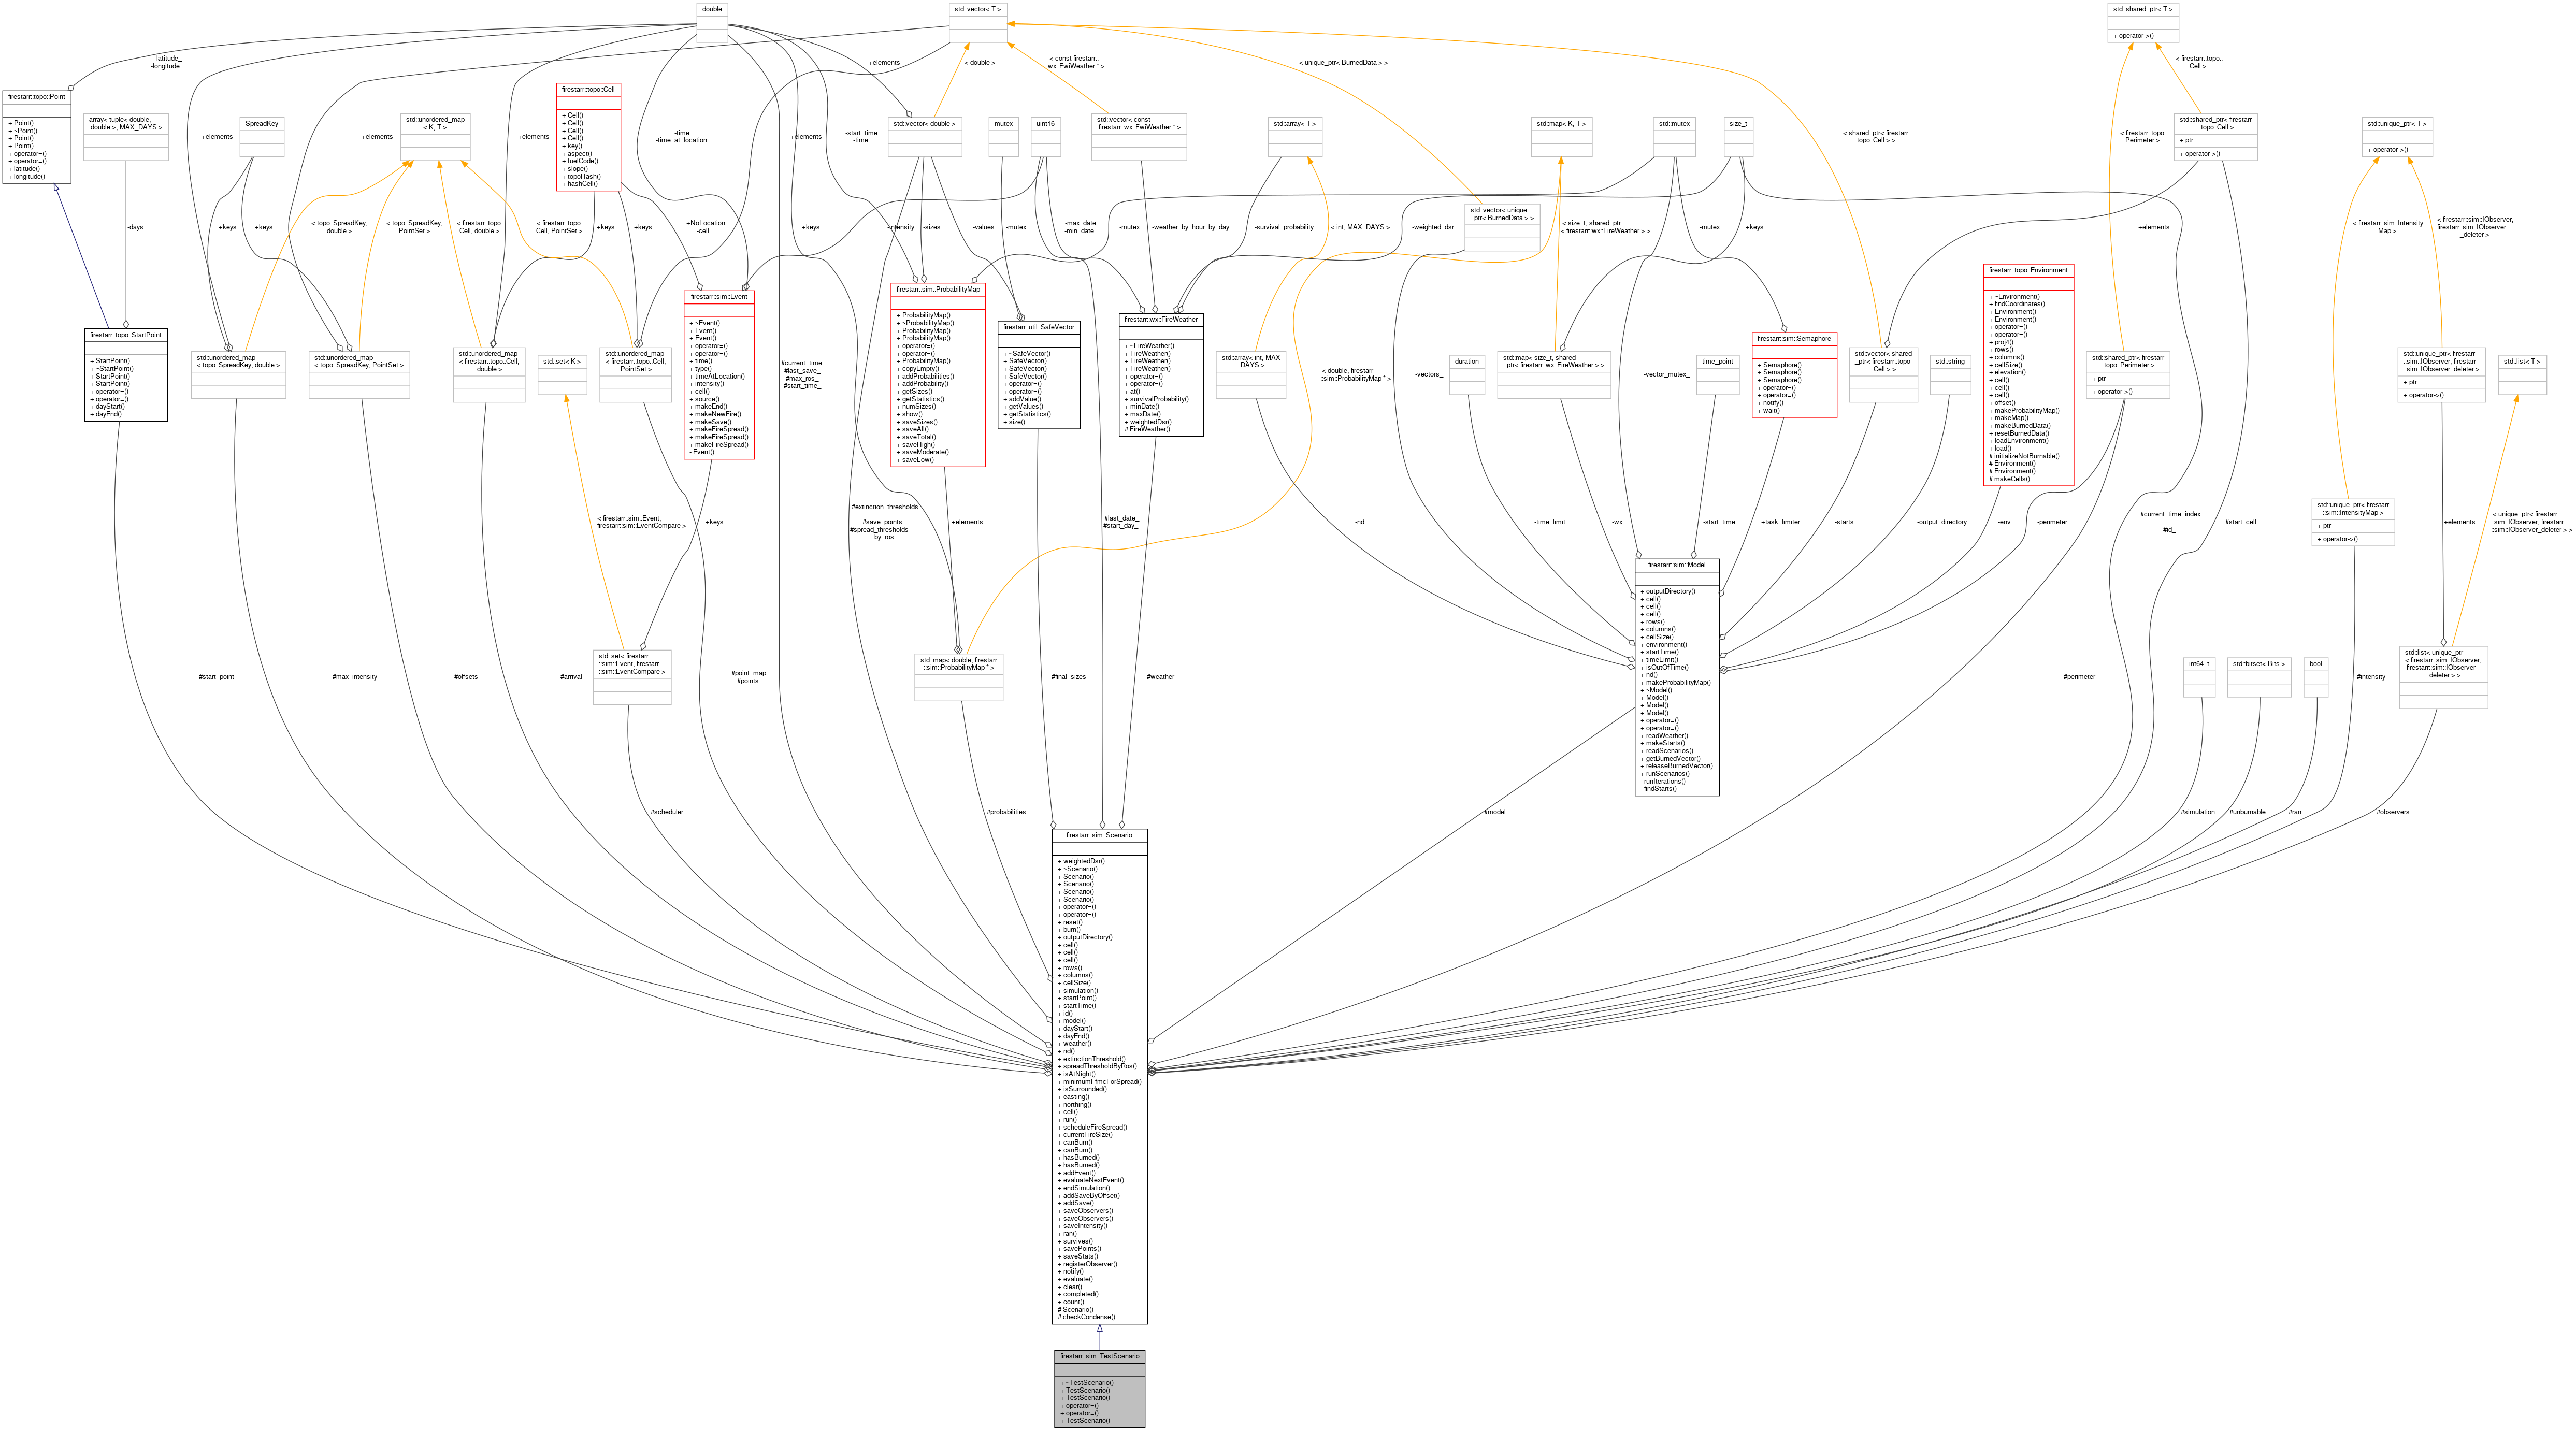 double
std::vector< T >
std::shared_ptr< T >
+ operator->()
-latitude_
-longitude_
+elements
< double >
< const firestarr::
wx::FwiWeather * >
< unique_ptr< BurnedData > >
< firestarr::topo::
Cell >
firestarr::topo::Point
+ Point()
+ ~Point()
+ Point()
+ Point()
+ operator=()
+ operator=()
+ latitude()
+ longitude()
array< tuple< double,
double >, MAX_DAYS >
SpreadKey
std::unordered_map
< K, T >
firestarr::topo::Cell
+ Cell()
+ Cell()
+ Cell()
+ Cell()
+ key()
+ aspect()
+ fuelCode()
+ slope()
+ topoHash()
+ hashCell()
std::vector< double >
mutex
uint16
std::vector< const
firestarr::wx::FwiWeather * >
std::array< T >
std::map< K, T >
std::mutex
size_t
std::shared_ptr< firestarr
::topo::Cell >
+ ptr
+ operator->()
std::unique_ptr< T >
+ operator->()
+elements
+elements
+elements
-time_
-time_at_location_
+elements
-start_time_
-time_
< shared_ptr< firestarr
::topo::Cell > >
< firestarr::topo::
Perimeter >
-days_
+keys
+keys
< topo::SpreadKey,
double >
< topo::SpreadKey,
PointSet >
< firestarr::topo::
Cell, double >
< firestarr::topo::
Cell, PointSet >
+keys
+keys
+NoLocation
-cell_
+keys
-intensity_
-sizes_
-values_
-mutex_
-max_date_
-min_date_
-mutex_
-weather_by_hour_by_day_
-survival_probability_
< int, MAX_DAYS >
-weighted_dsr_
std::vector< unique
_ptr< BurnedData > >
< size_t, shared_ptr
< firestarr::wx::FireWeather > >
-mutex_
+keys
+elements
< firestarr::sim::Intensity
Map >
< firestarr::sim::IObserver,
firestarr::sim::IObserver
_deleter >
firestarr::topo::StartPoint
+ StartPoint()
+ ~StartPoint()
+ StartPoint()
+ StartPoint()
+ operator=()
+ operator=()
+ dayStart()
+ dayEnd()
std::unordered_map
< topo::SpreadKey, double >
std::unordered_map
< topo::SpreadKey, PointSet >
std::unordered_map
< firestarr::topo::Cell,
double >
std::set< K >
std::unordered_map
< firestarr::topo::Cell,
PointSet >
firestarr::sim::Event
+ ~Event()
+ Event()
+ Event()
+ operator=()
+ operator=()
+ time()
+ type()
+ timeAtLocation()
+ intensity()
+ cell()
+ source()
+ makeEnd()
+ makeNewFire()
+ makeSave()
+ makeFireSpread()
+ makeFireSpread()
+ makeFireSpread()
- Event()
#current_time_
#last_save_
#max_ros_
#start_time_
firestarr::sim::ProbabilityMap
+ ProbabilityMap()
+ ~ProbabilityMap()
+ ProbabilityMap()
+ ProbabilityMap()
+ operator=()
+ operator=()
+ ProbabilityMap()
+ copyEmpty()
+ addProbabilities()
+ addProbability()
+ getSizes()
+ getStatistics()
+ numSizes()
+ show()
+ saveSizes()
+ saveAll()
+ saveTotal()
+ saveHigh()
+ saveModerate()
+ saveLow()
firestarr::util::SafeVector
+ ~SafeVector()
+ SafeVector()
+ SafeVector()
+ SafeVector()
+ operator=()
+ operator=()
+ addValue()
+ getValues()
+ getStatistics()
+ size()
firestarr::wx::FireWeather
+ ~FireWeather()
+ FireWeather()
+ FireWeather()
+ FireWeather()
+ operator=()
+ operator=()
+ at()
+ survivalProbability()
+ minDate()
+ maxDate()
+ weightedDsr()
# FireWeather()
std::array< int, MAX
_DAYS >
< double, firestarr
::sim::ProbabilityMap * >
-vectors_
duration
std::map< size_t, shared
_ptr< firestarr::wx::FireWeather > >
-vector_mutex_
time_point
firestarr::sim::Semaphore
+ Semaphore()
+ Semaphore()
+ Semaphore()
+ operator=()
+ operator=()
+ notify()
+ wait()
std::vector< shared
_ptr< firestarr::topo
::Cell > >
std::string
firestarr::topo::Environment
+ ~Environment()
+ findCoordinates()
+ Environment()
+ Environment()
+ operator=()
+ operator=()
+ proj4()
+ rows()
+ columns()
+ cellSize()
+ elevation()
+ cell()
+ cell()
+ cell()
+ offset()
+ makeProbabilityMap()
+ makeMap()
+ makeBurnedData()
+ resetBurnedData()
+ loadEnvironment()
+ load()
# initializeNotBurnable()
# Environment()
# Environment()
# makeCells()
std::shared_ptr< firestarr
::topo::Perimeter >
+ ptr
+ operator->()
std::unique_ptr< firestarr
::sim::IObserver, firestarr
::sim::IObserver_deleter >
+ ptr
+ operator->()
std::list< T >
< firestarr::sim::Event,
firestarr::sim::EventCompare >
+keys
#extinction_thresholds
_
#save_points_
#spread_thresholds
_by_ros_
+elements
#last_date_
#start_day_
-nd_
-time_limit_
-wx_
-start_time_
+task_limiter
-starts_
-output_directory_
-env_
-perimeter_
#current_time_index
_
#id_
#start_cell_
std::unique_ptr< firestarr
::sim::IntensityMap >
+ ptr
+ operator->()
+elements
< unique_ptr< firestarr
::sim::IObserver, firestarr
::sim::IObserver_deleter > >
firestarr::sim::Model
+ outputDirectory()
+ cell()
+ cell()
+ cell()
+ rows()
+ columns()
+ cellSize()
+ environment()
+ startTime()
+ timeLimit()
+ isOutOfTime()
+ nd()
+ makeProbabilityMap()
+ ~Model()
+ Model()
+ Model()
+ Model()
+ operator=()
+ operator=()
+ readWeather()
+ makeStarts()
+ readScenarios()
+ getBurnedVector()
+ releaseBurnedVector()
+ runScenarios()
- runIterations()
- findStarts()
#start_point_
#max_intensity_
#offsets_
#arrival_
std::set< firestarr
::sim::Event, firestarr
::sim::EventCompare >
#point_map_
#points_
std::map< double, firestarr
::sim::ProbabilityMap * >
#final_sizes_
#weather_
#perimeter_
int64_t
std::bitset< Bits >
bool
#intensity_
std::list< unique_ptr
< firestarr::sim::IObserver,
firestarr::sim::IObserver
_deleter > >
#scheduler_
#probabilities_
#model_
#simulation_
#unburnable_
#ran_
#observers_
firestarr::sim::Scenario
+ weightedDsr()
+ ~Scenario()
+ Scenario()
+ Scenario()
+ Scenario()
+ Scenario()
+ operator=()
+ operator=()
+ reset()
+ burn()
+ outputDirectory()
+ cell()
+ cell()
+ cell()
+ rows()
+ columns()
+ cellSize()
+ simulation()
+ startPoint()
+ startTime()
+ id()
+ model()
+ dayStart()
+ dayEnd()
+ weather()
+ nd()
+ extinctionThreshold()
+ spreadThresholdByRos()
+ isAtNight()
+ minimumFfmcForSpread()
+ isSurrounded()
+ easting()
+ northing()
+ cell()
+ run()
+ scheduleFireSpread()
+ currentFireSize()
+ canBurn()
+ canBurn()
+ hasBurned()
+ hasBurned()
+ addEvent()
+ evaluateNextEvent()
+ endSimulation()
+ addSaveByOffset()
+ addSave()
+ saveObservers()
+ saveObservers()
+ saveIntensity()
+ ran()
+ survives()
+ savePoints()
+ saveStats()
+ registerObserver()
+ notify()
+ evaluate()
+ clear()
+ completed()
+ count()
# Scenario()
# checkCondense()
firestarr::sim::TestScenario
+ ~TestScenario()
+ TestScenario()
+ TestScenario()
+ operator=()
+ operator=()
+ TestScenario()